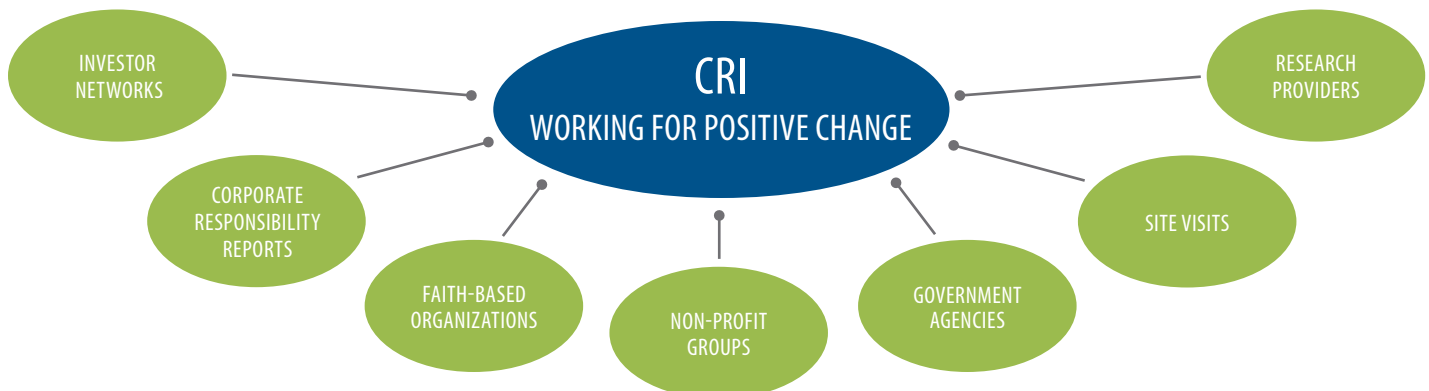 CRI
WORKING FOR POSITIVE CHANGE
INVESTOR
NETWORKS
CORPORATE
RESPONSIBILITY
REPORTS
FAITH-BASED
ORGANIZATIONS
NON-PROFIT
GROUPS
GOVERNMENT
AGENCIES
SITE VISITS
RESEARCH
PROVIDERS